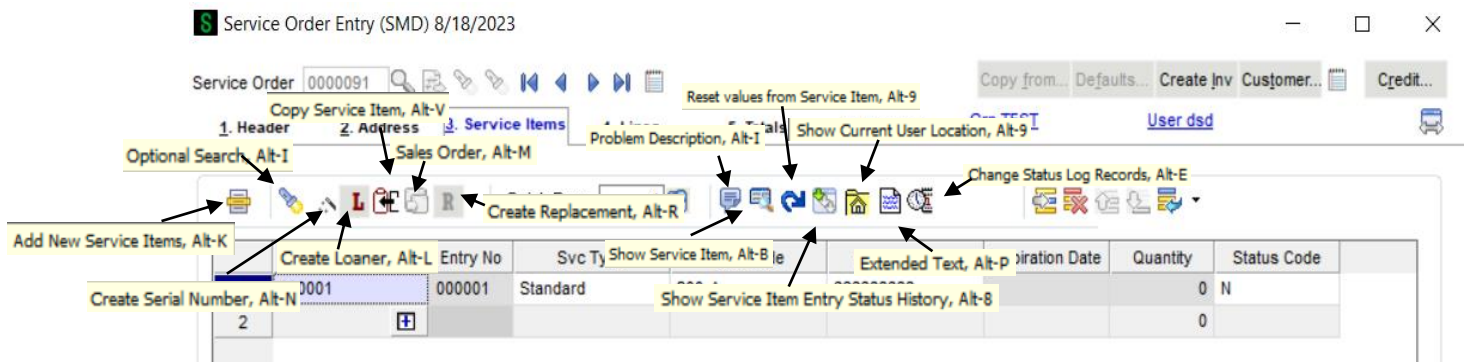 S Service Order Entry (SMD) 8/18/2023
Service Order 0000091 Copy from... Defaults... Create Inv Customer... Credit...
Copy Service Item, Alt-V
Reset values from Service Item, Alt-9
1. Header 2. Address 3. Service Items User dsd
Problem Description, Alt-I
Show Current User Location, Alt-9
Optional Search, Alt-I
Sales Order, Alt-M
Change Status Log Records, Alt-E
L R
Create Replacement, Alt-R
Add New Service Items, Alt-K
Create Loaner, Alt-L Entry No Svc Ty Show Service Item, Alt-B Extended Text, Alt-P Quantity Status Code
Create Serial Number, Alt-N
000001 Standard 0 N
Show Service Item Entry Status History, Alt-8
2 0